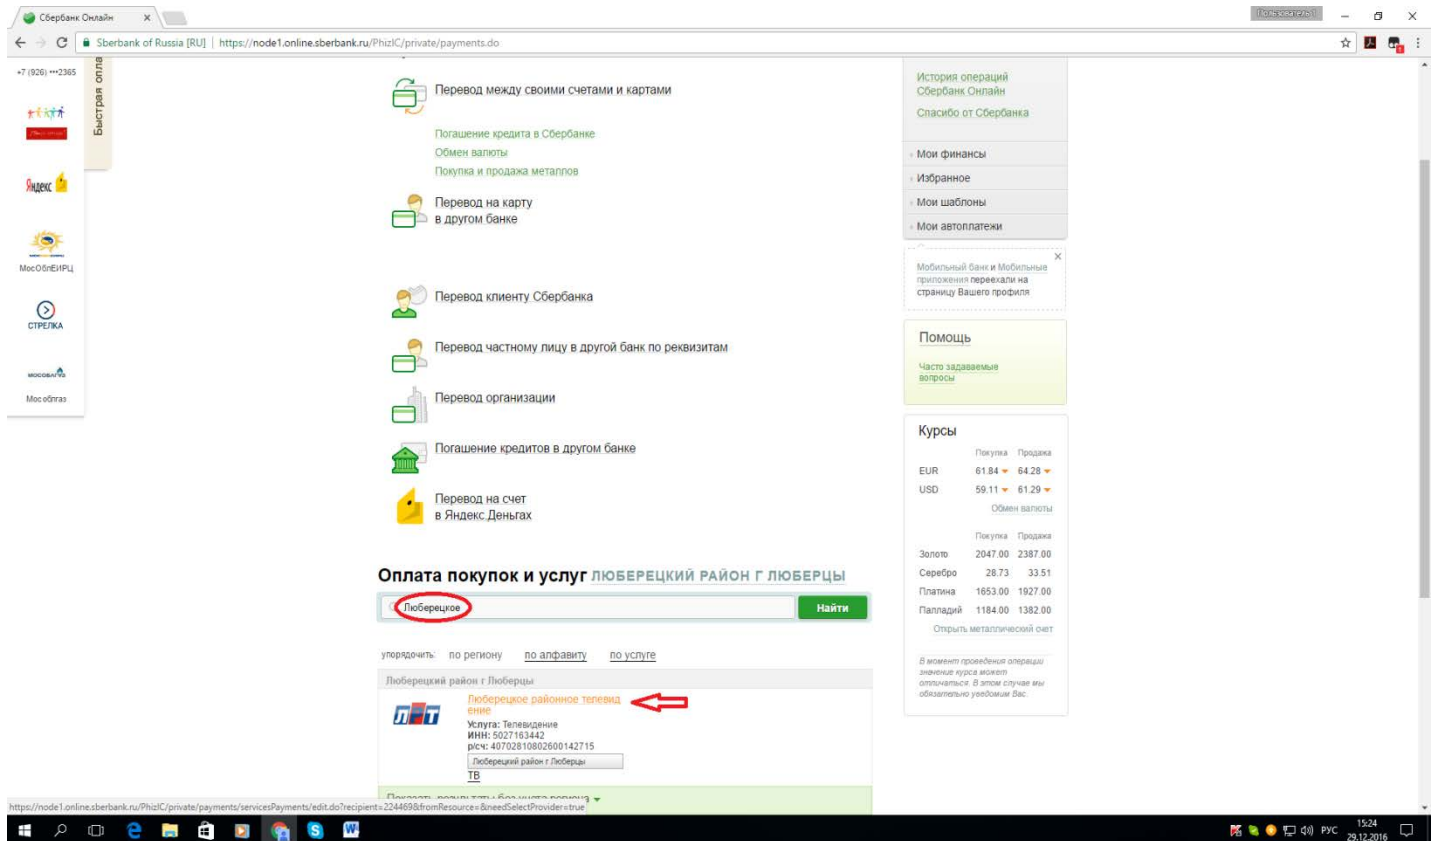 Сбербанк Онлайн
Sberbank of Russia [RU] | https://node1.online.sberbank.ru/PhizIC/private/payments.do
+7 (926) •••2365
Быстрая опла
Яндекс
МосОблЕИРЦ
СТРЕЛКА
МОСОБЛГАЗ
Мособлгаз
Перевод между своими счетами и картами
Погашение кредита в Сбербанке
Обмен валюты
Покупка и продажа металлов
Перевод на карту
в другом банке
Перевод клиенту Сбербанка
Перевод частному лицу в другой банк по реквизитам
Перевод организации
Погашение кредитов в другом банке
Перевод на счет
в Яндекс.Деньгах
Оплата покупок и услуг ЛЮБЕРЕЦКИЙ РАЙОН Г ЛЮБЕРЦЫ
Люберецкое
Найти
упорядочить: по региону по алфавиту по услуге
Люберецкий район г Люберцы
ЛРТ
Люберецкое районное телевид
ение
Услуга: Телевидение
ИНН: 5027163442
р/сч: 40702810802600142715
Люберецкий район г Люберцы
ТВ
Показать результаты без учета региона
История операций
Сбербанк Онлайн
Спасибо от Сбербанка
Мои финансы
Избранное
Мои шаблоны
Мои автоплатежи
Мобильный банк и Мобильные
приложения переехали на
страницу Вашего профиля
Помощь
Часто задаваемые
вопросы
Курсы
Покупка Продажа
EUR 61.84 64.28
USD 59.11 61.29
Обмен валюты
Покупка Продажа
Золото 2047.00 2387.00
Серебро 28.73 33.51
Платина 1653.00 1927.00
Палладий 1184.00 1382.00
Открыть металлический счет
В момент проведения операции
значение курса может
отличаться. В этом случае мы
обязательно уведомим Вас.
https://node1.online.sberbank.ru/PhizIC/private/payments/servicesPayments/edit.do?recipient=224469&fromResource=&needSelectProvider=true
РУС
15:24
29.12.2016